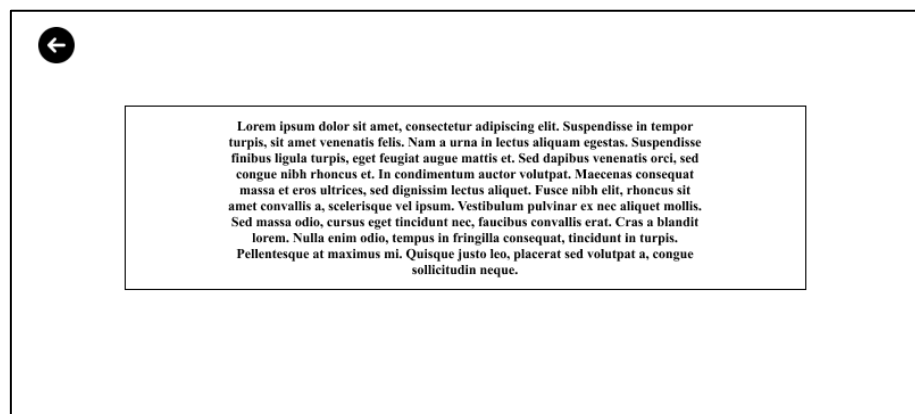 Lorem ipsum dolor sit amet, consectetur adipiscing elit. Suspendisse in tempor
turpis, sit amet venenatis felis. Nam a urna in lectus aliquam egestas. Suspendisse
finibus ligula turpis, eget feugiat augue mattis et. Sed dapibus venenatis orci, sed
congue nibh rhoncus et. In condimentum auctor volutpat. Maecenas consequat
massa et eros ultrices, sed dignissim lectus aliquet. Fusce nibh elit, rhoncus sit
amet convallis a, scelerisque vel ipsum. Vestibulum pulvinar ex nec aliquet mollis.
Sed massa odio, cursus eget tincidunt nec, faucibus convallis erat. Cras a blandit
lorem. Nulla enim odio, tempus in fringilla consequat, tincidunt in turpis.
Pellentesque at maximus mi. Quisque justo leo, placerat sed volutpat a, congue
sollicitudin neque.